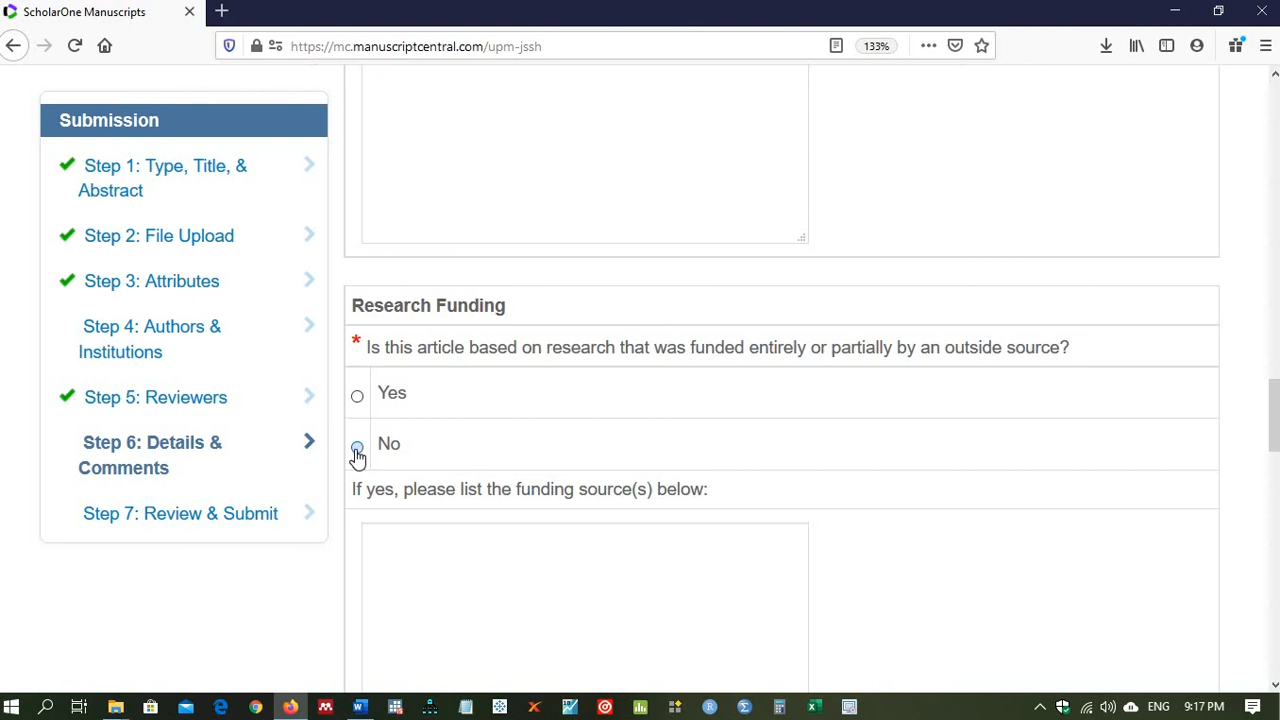 ScholarOne Manuscripts
https://mc.manuscriptcentral.com/upm-jssh
133%
Submission
Step 1: Type, Title, &
Abstract
Step 2: File Upload
Step 3: Attributes
Step 4: Authors &
Institutions
Step 5: Reviewers
Step 6: Details &
Comments
Step 7: Review & Submit
Research Funding
* Is this article based on research that was funded entirely or partially by an outside source?
Yes
No
If yes, please list the funding source(s) below:
ENG
9:17 PM